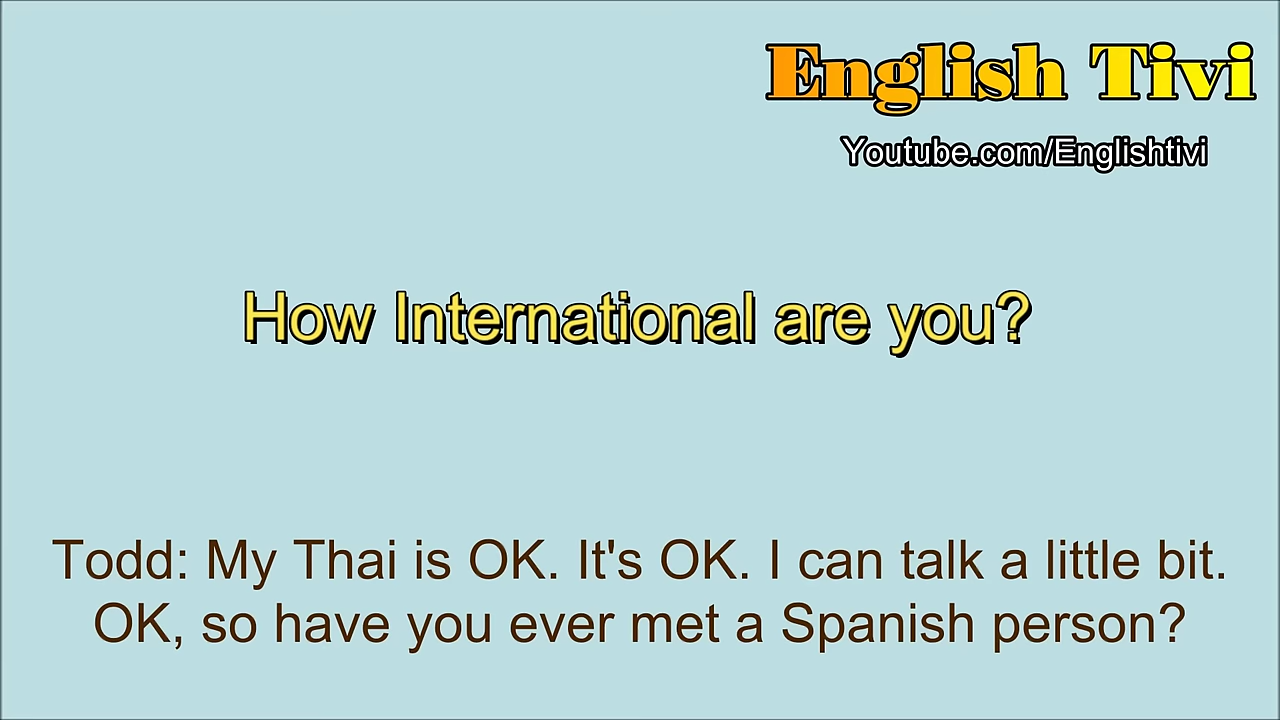 English Tivi
Youtube.com/Englishtivi
How International are you?
Todd: My Thai is OK. It's OK. I can talk a little bit.
OK, so have you ever met a Spanish person?